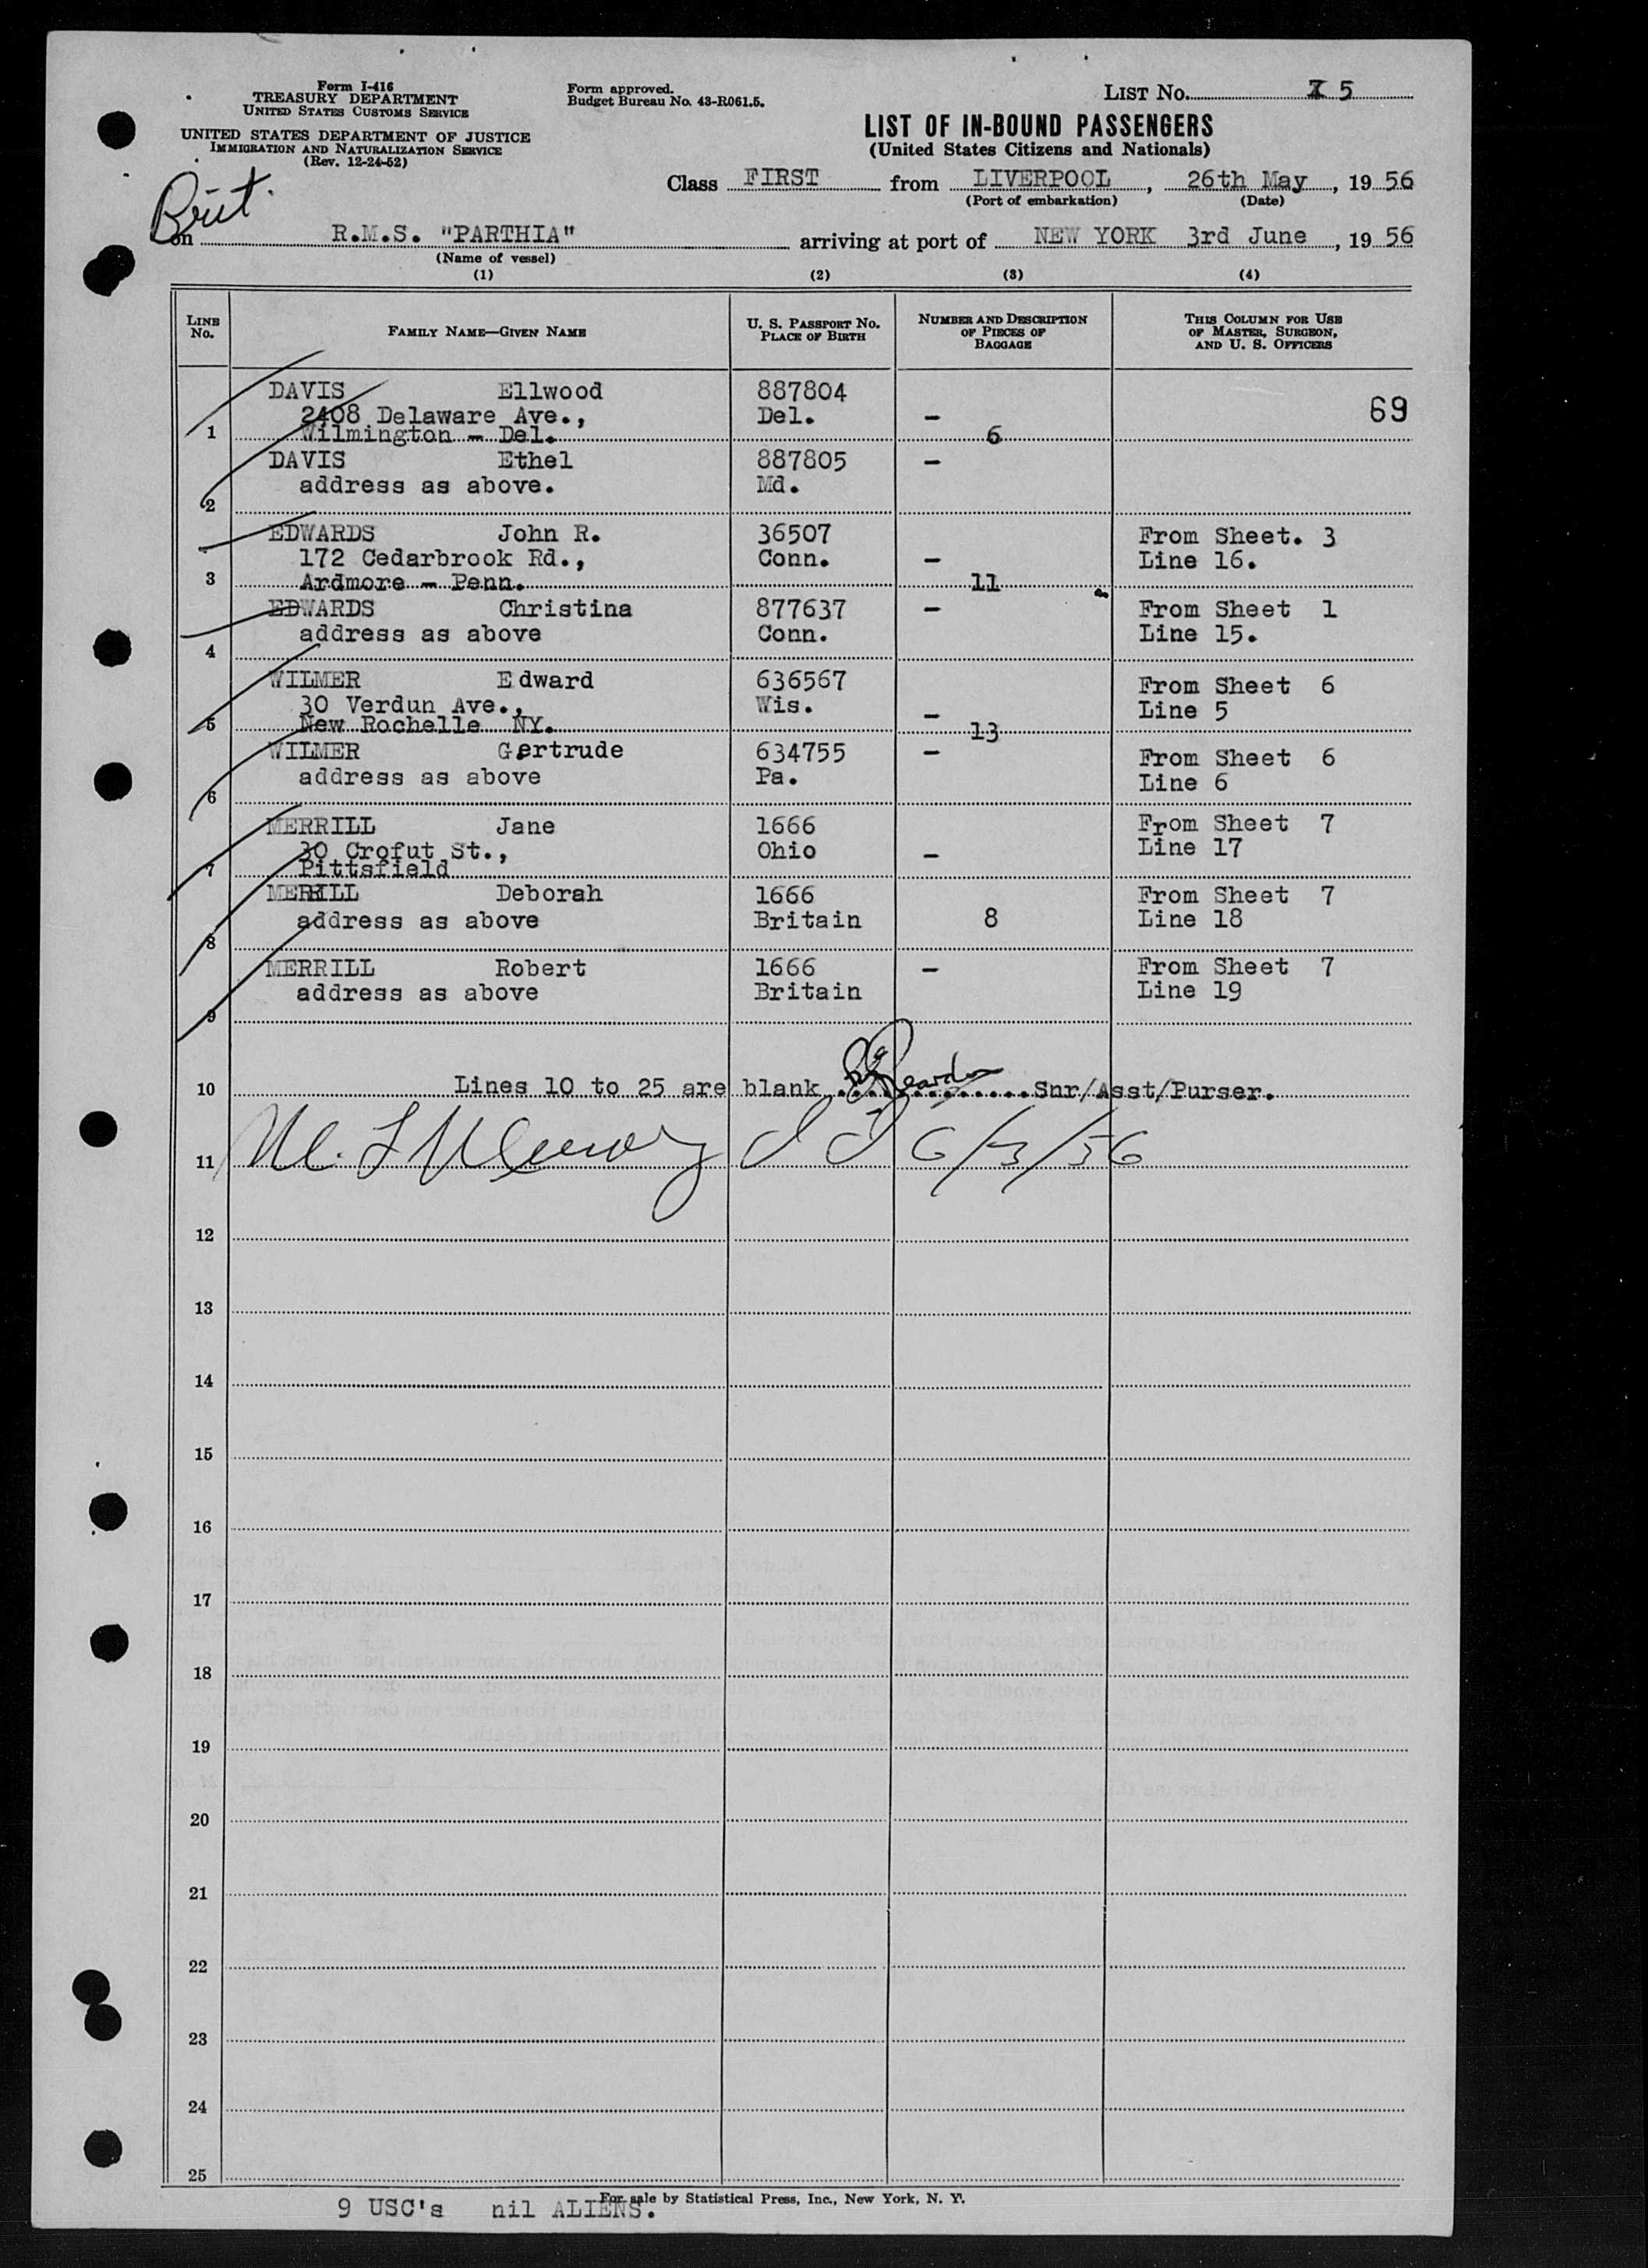 Form I-416
TREASURY DEPARTMENT
UNITED STATES CUSTOMS SERVICE
UNITED STATES DEPARTMENT OF JUSTICE
IMMIGRATION AND NATURALIZATION SERVICE
(Rev. 12-24-52)
Form approved.
Budget Bureau No. 43-R061.5.
LIST No. 5
LIST OF IN-BOUND PASSENGERS
(United States Citizens and Nationals)
Brit.
Class FIRST from LIVERPOOL, 26th May, 19 56
(Port of embarkation) (Date)
on R.M.S. "PARTHIA" arriving at port of NEW YORK 3rd June, 19 56
(Name of vessel)
(1) (2) (3) (4)
LINE No. FAMILY NAME—GIVEN NAME U. S. PASSPORT No. PLACE OF BIRTH NUMBER AND DESCRIPTION OF PIECES OF BAGGAGE THIS COLUMN FOR USE OF MASTER, SURGEON, AND U. S. OFFICERS
DAVIS Ellwood 887804
2408 Delaware Ave., Del. - 69
1 Wilmington - Del. 6
DAVIS Ethel 887805 -
address as above. Md.
2
EDWARDS John R. 36507 From Sheet. 3
172 Cedarbrook Rd., Conn. - Line 16.
3 Ardmore - Penn. 11
EDWARDS Christina 877637 - From Sheet 1
address as above Conn. Line 15.
4
WILMER Edward 636567 From Sheet 6
30 Verdun Ave., Wis. - Line 5
5 New Rochelle NY. 13
WILMER Gertrude 634755 - From Sheet 6
address as above Pa. Line 6
6
MERRILL Jane 1666 From Sheet 7
30 Crofut St., Ohio - Line 17
7 Pittsfield
MERRILL Deborah 1666 From Sheet 7
address as above Britain 8 Line 18
8
MERRILL Robert 1666 - From Sheet 7
address as above Britain Line 19
9
10 Lines 10 to 25 are blank Snr/Asst/Purser.
11 6/3/56
12
13
14
15
16
17
18
19
20
21
22
23
24
25
For sale by Statistical Press, Inc., New York, N. Y.
9 USC's nil ALIENS.